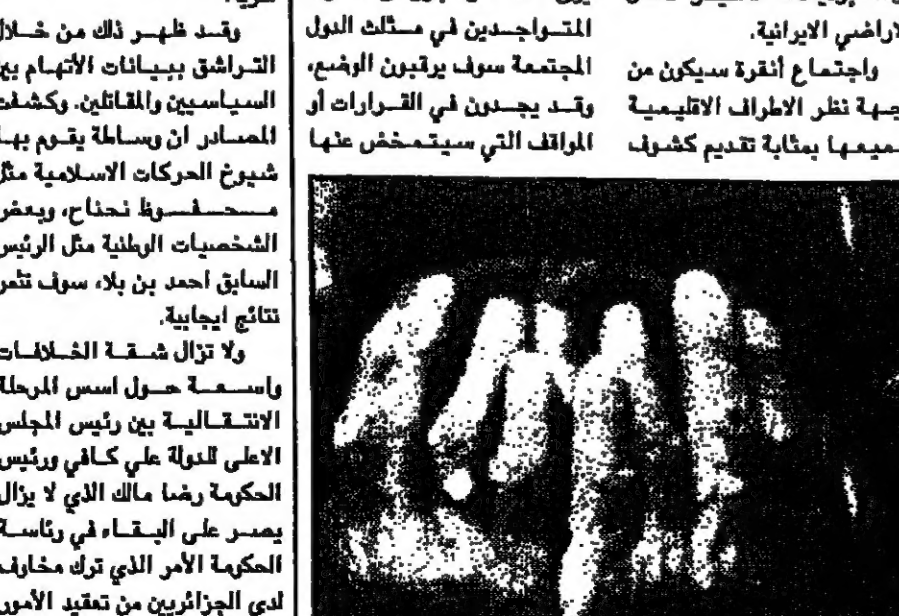 لاراضي الايرانية.
واجتماع أنقرة سيكون من
جهة نظر الاطراف الاقليمية
ميعها بمثابة تقديم كشوف
المتواجدين في مثلث الدول
المجتمعة سوف يرقبون الوضع،
وقد يجدون في القرارات أو
المواقف التي سيتمخض عنها
وقد ظهر ذلك من خلال
التراشق ببيانات الأتهام بين
السياسيين والمقاتلين. وكشفت
المصادر ان وساطة يقوم بها
شيوخ الحركات الاسلامية مثل
محفوظ نحناح، وبعض
الشخصيات الوطنية مثل الرئيس
السابق احمد بن بلا، سوف تثمر
نتائج ايجابية.
ولا تزال شقة الخلافات
واسعة حول اسس المرحلة
الانتقالية بين رئيس المجلس
الاعلى للدولة علي كافي ورئيس
الحكومة رضا مالك الذي لا يزال
يصر على البقاء في رئاسة
الحكومة الأمر الذي ترك مخاوف
لدى الجزائريين من تعقيد الأمور